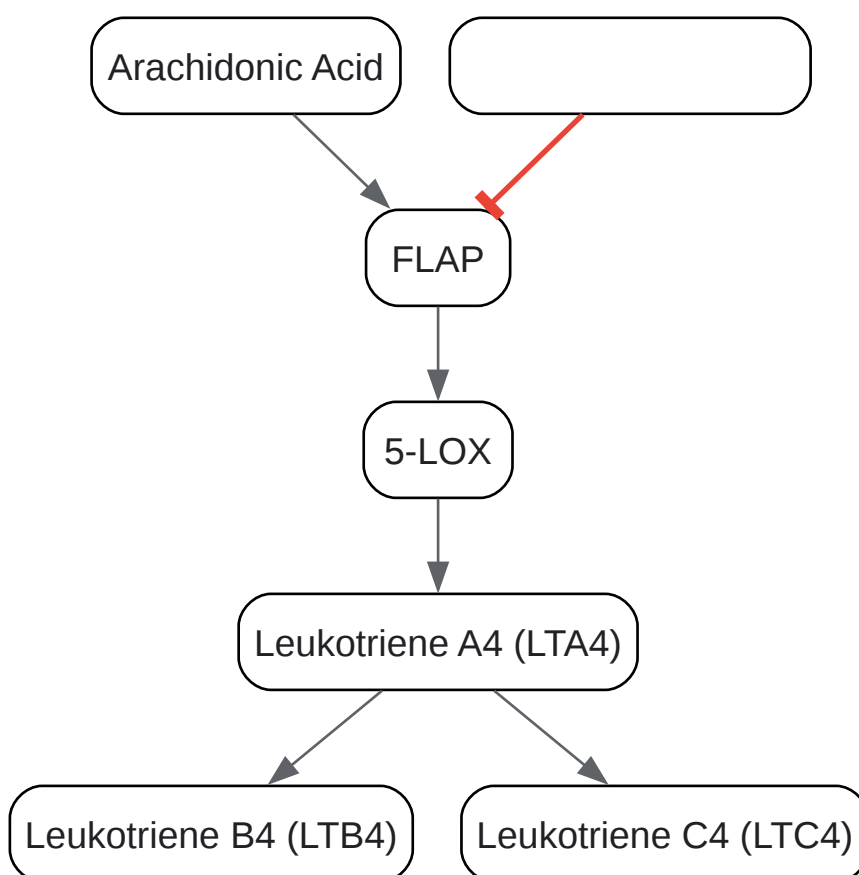 Arachidonic Acid
FLAP
5-LOX
Leukotriene A4 (LTA4)
Leukotriene B4 (LTB4)
Leukotriene C4 (LTC4)